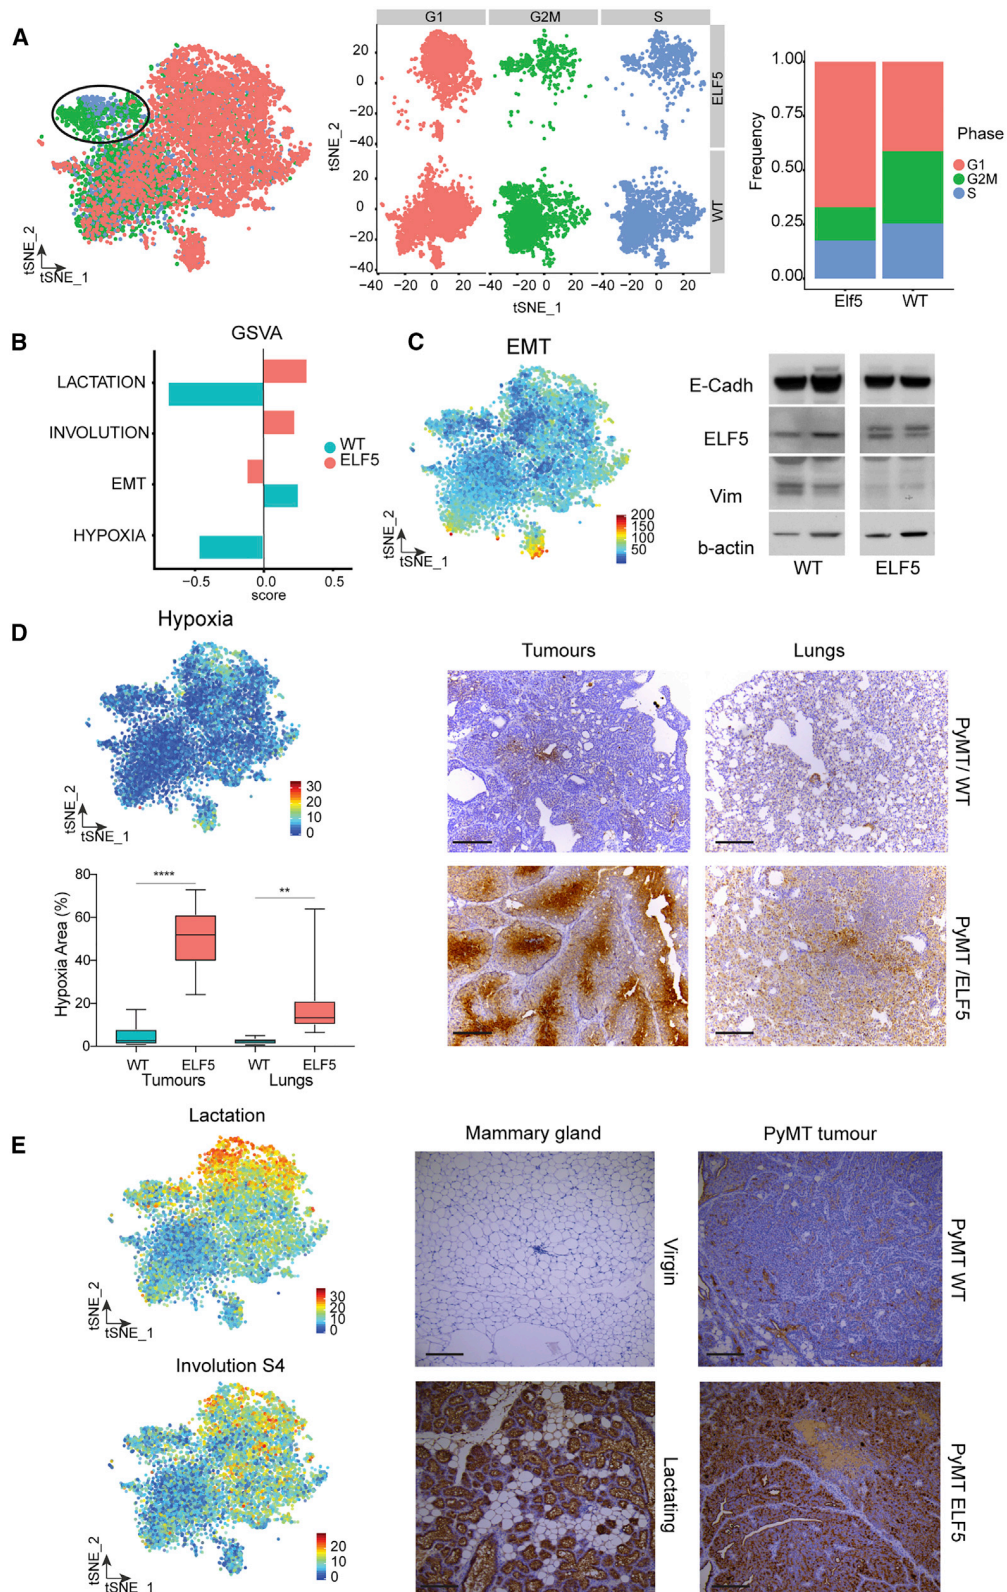 A
G1
G2M
S
ELF5
WT
tSNE_2
20
0
−20
−40
20
0
−20
−40
−40
−20
0
20
−40
−20
0
20
−40
−20
0
20
tSNE_1
tSNE_2
tSNE_1
Frequency
1.00
0.75
0.50
0.25
0.00
Elf5
WT
Phase
G1
G2M
S
B
GSVA
LACTATION
INVOLUTION
EMT
HYPOXIA
WT
ELF5
−0.5
0.0
0.5
score
C
EMT
tSNE_2
tSNE_1
200
150
100
50
E-Cadh
ELF5
Vim
b-actin
WT
ELF5
D
Hypoxia
tSNE_2
tSNE_1
30
20
10
0
Hypoxia Area (%)
80
60
40
20
0
****
**
WT
ELF5
WT
ELF5
Tumours
Lungs
Tumours
Lungs
PyMT/ WT
PyMT /ELF5
E
Lactation
tSNE_2
tSNE_1
30
20
10
0
Involution S4
tSNE_2
tSNE_1
20
10
0
Mammary gland
PyMT tumour
Virgin
PyMT WT
Lactating
PyMT ELF5